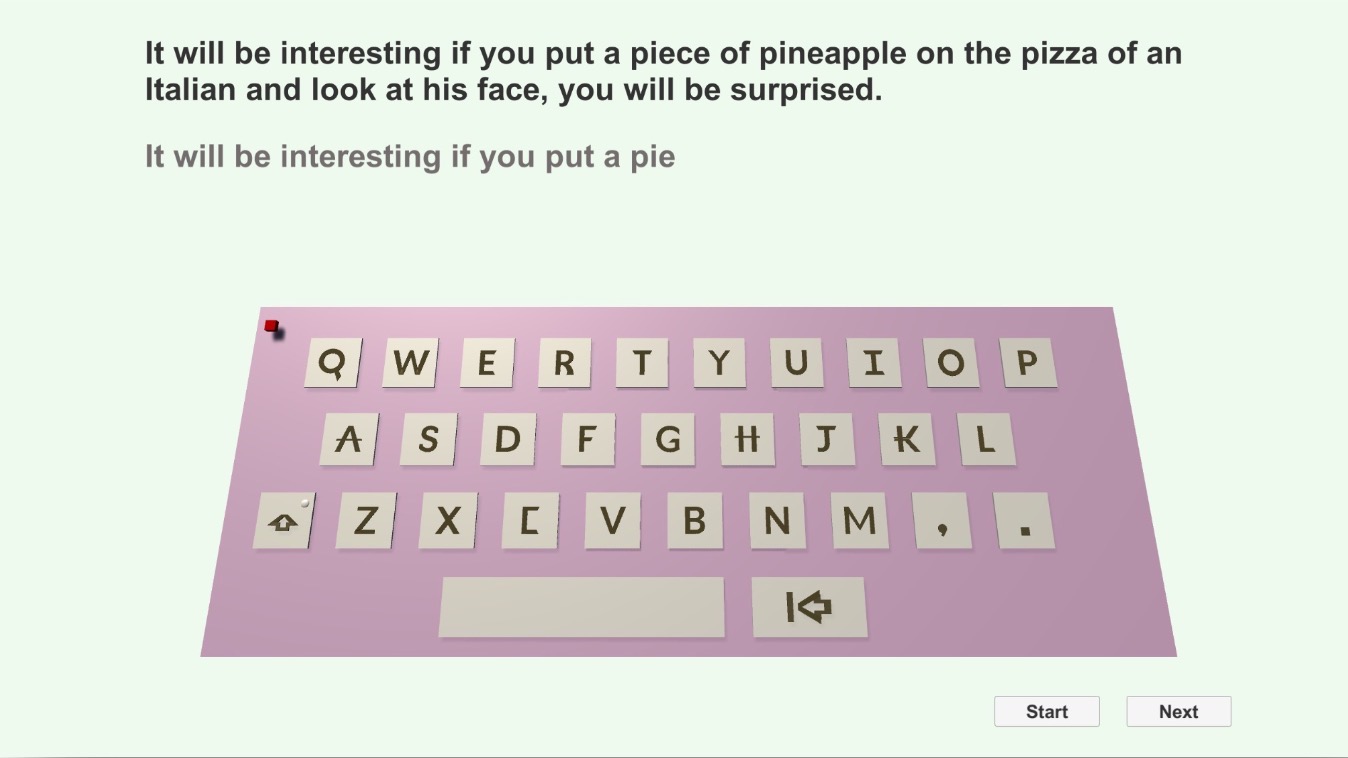 It will be interesting if you put a piece of pineapple on the pizza of an
Italian and look at his face, you will be surprised.
It will be interesting if you put a pie
Q W E R T Y U I O P
A S D F G H J K L
Z X C V B N M , .
Start Next